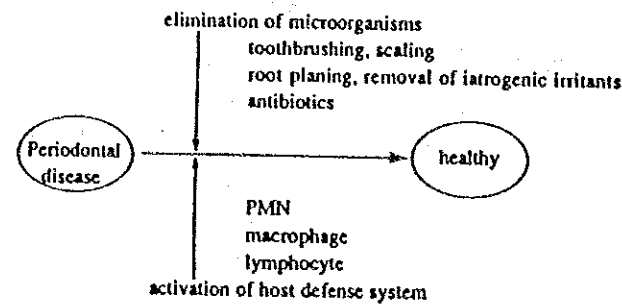 elimination of microorganisms
toothbrushing, scaling
root planing, removal of iatrogenic irritants
antibiotics
Periodontal
disease
healthy
PMN
macrophage
lymphocyte
activation of host defense system